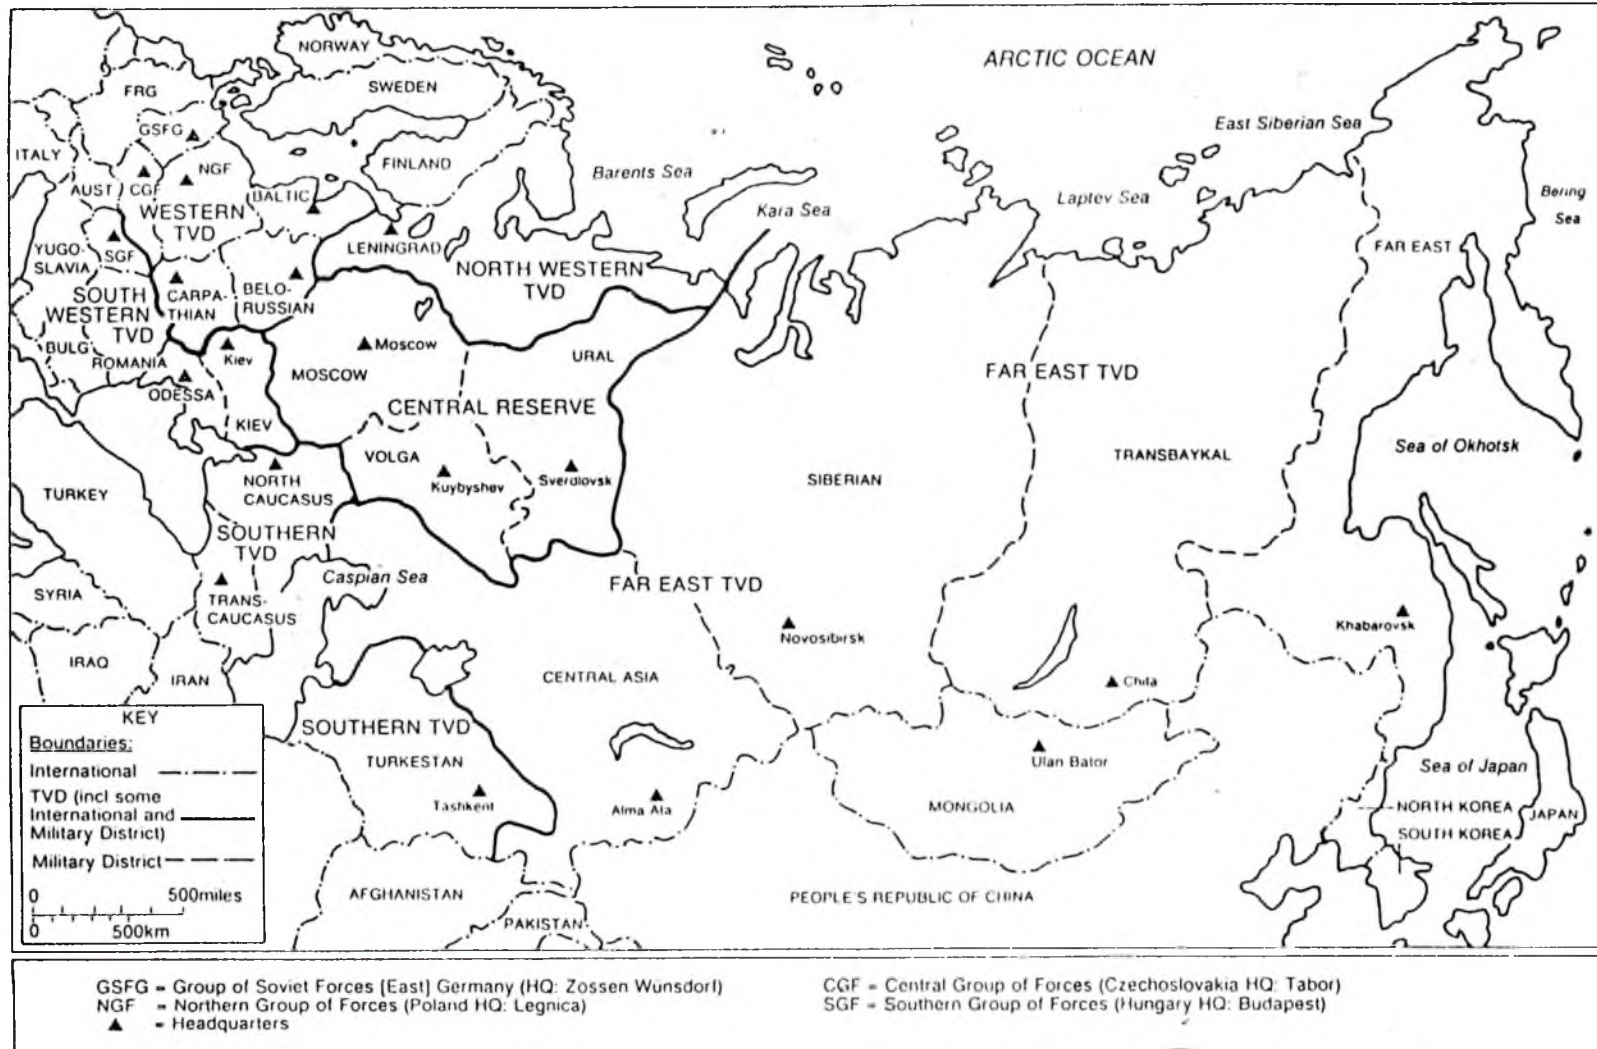 NORWAY
ARCTIC OCEAN
SWEDEN
FRG
East Siberian Sea
GSFG
ITALY
FINLAND
NGF
Barents Sea
AUST
CGF
BALTIC
Laptev Sea
Bering
Sea
Kara Sea
WESTERN
TVD
YUGO-
SLAVIA
SGF
LENINGRAD
FAR EAST
NORTH WESTERN
TVD
SOUTH
WESTERN
TVD
CARPA-
THIAN
BELO-
RUSSIAN
BULG
ROMANIA
Kiev
Moscow
MOSCOW
URAL
FAR EAST TVD
ODESSA
KIEV
CENTRAL RESERVE
Sea of Okhotsk
VOLGA
TRANSBAYKAL
TURKEY
NORTH
CAUCASUS
Kuybyshev
Sverdlovsk
SIBERIAN
SOUTHERN
TVD
Caspian Sea
FAR EAST TVD
SYRIA
TRANS-
CAUCASUS
Novosibirsk
Khabarovsk
IRAQ
IRAN
CENTRAL ASIA
Chita
SOUTHERN TVD
TURKESTAN
Ulan Bator
Sea of Japan
Tashkent
Alma Ata
MONGOLIA
NORTH KOREA
JAPAN
SOUTH KOREA
AFGHANISTAN
PEOPLE'S REPUBLIC OF CHINA
PAKISTAN
KEY
Boundaries:
International
TVD (incl some
International and
Military District)
Military District
0 500miles
0 500km
GSFG = Group of Soviet Forces [East] Germany (HQ: Zossen Wunsdorf)
NGF = Northern Group of Forces (Poland HQ: Legnica)
▲ = Headquarters
CGF = Central Group of Forces (Czechoslovakia HQ: Tabor)
SGF = Southern Group of Forces (Hungary HQ: Budapest)